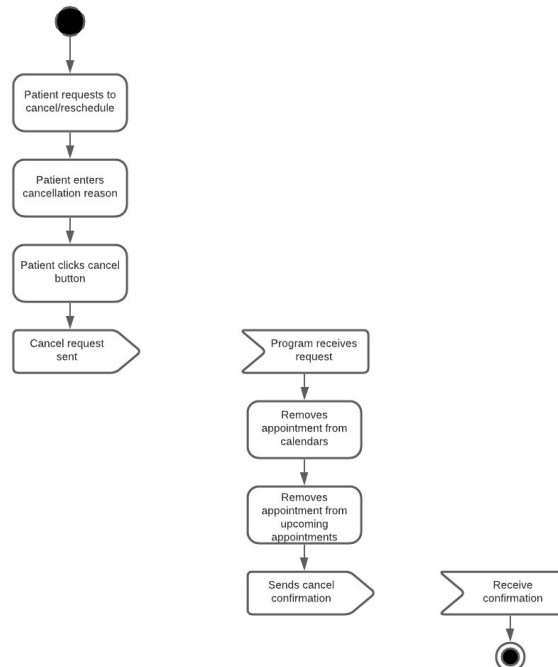 Patient requests to
cancel/reschedule
Patient enters
cancellation reason
Patient clicks cancel
button
Cancel request
sent
Program receives
request
Removes
appointment from
calendars
Removes
appointment from
upcoming
appointments
Sends cancel
confirmation
Receive
confirmation